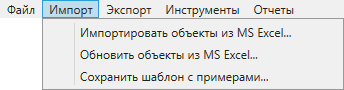 Файл Импорт Экспорт Инструменты Отчеты
Импортировать объекты из MS Excel...
Обновить объекты из MS Excel...
Сохранить шаблон с примерами...